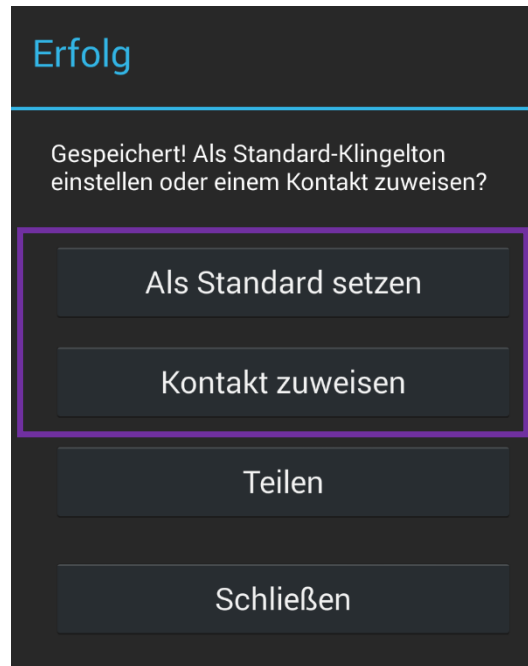 Erfolg
Gespeichert! Als Standard-Klingelton
einstellen oder einem Kontakt zuweisen?
Als Standard setzen
Kontakt zuweisen
Teilen
Schließen